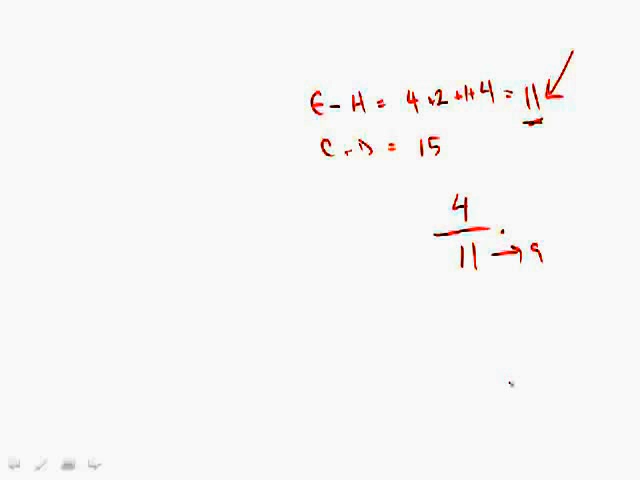 E - H = 4 +2 +1+ 4 = 11
C - D = 15
4
11 → 9